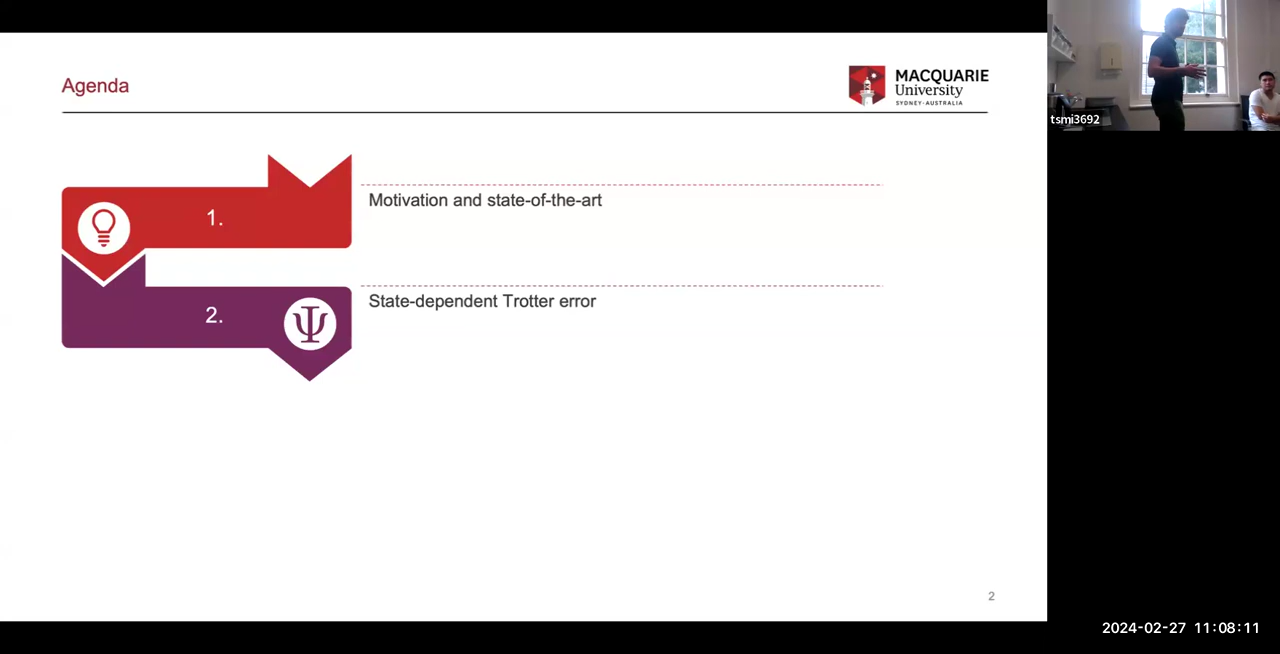 Agenda
MACQUARIE
University
SYDNEY·AUSTRALIA
tsmi3692
1.
Motivation and state-of-the-art
2.
Ψ
State-dependent Trotter error
2
2024-02-27 11:08:11